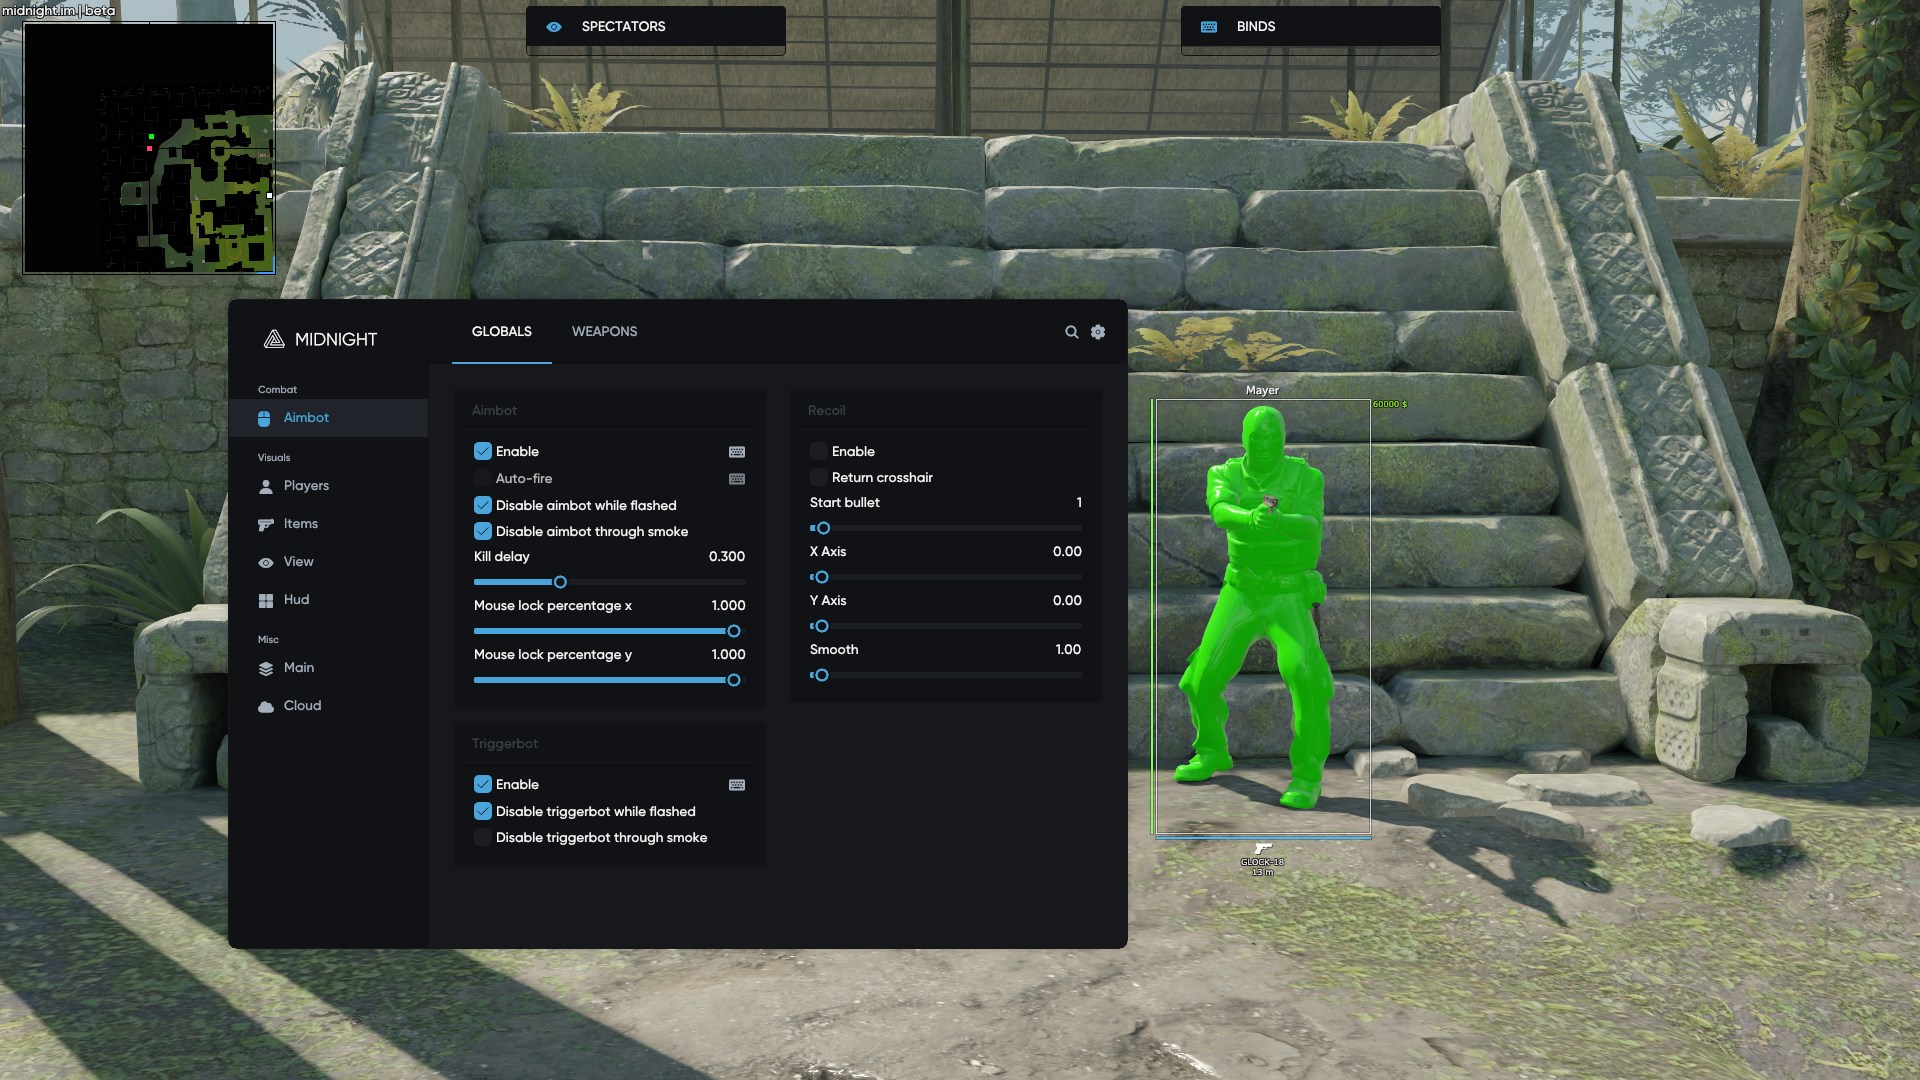 midnight.im | beta
SPECTATORS
BINDS
MIDNIGHT
GLOBALS
WEAPONS
Combat
Aimbot
Visuals
Players
Items
View
Hud
Misc
Main
Cloud
Aimbot
Enable
Auto-fire
Disable aimbot while flashed
Disable aimbot through smoke
Kill delay 0.300
Mouse lock percentage x 1.000
Mouse lock percentage y 1.000
Triggerbot
Enable
Disable triggerbot while flashed
Disable triggerbot through smoke
Recoil
Enable
Return crosshair
Start bullet 1
X Axis 0.00
Y Axis 0.00
Smooth 1.00
Mayer
60000 $
GLOCK-18
13 m